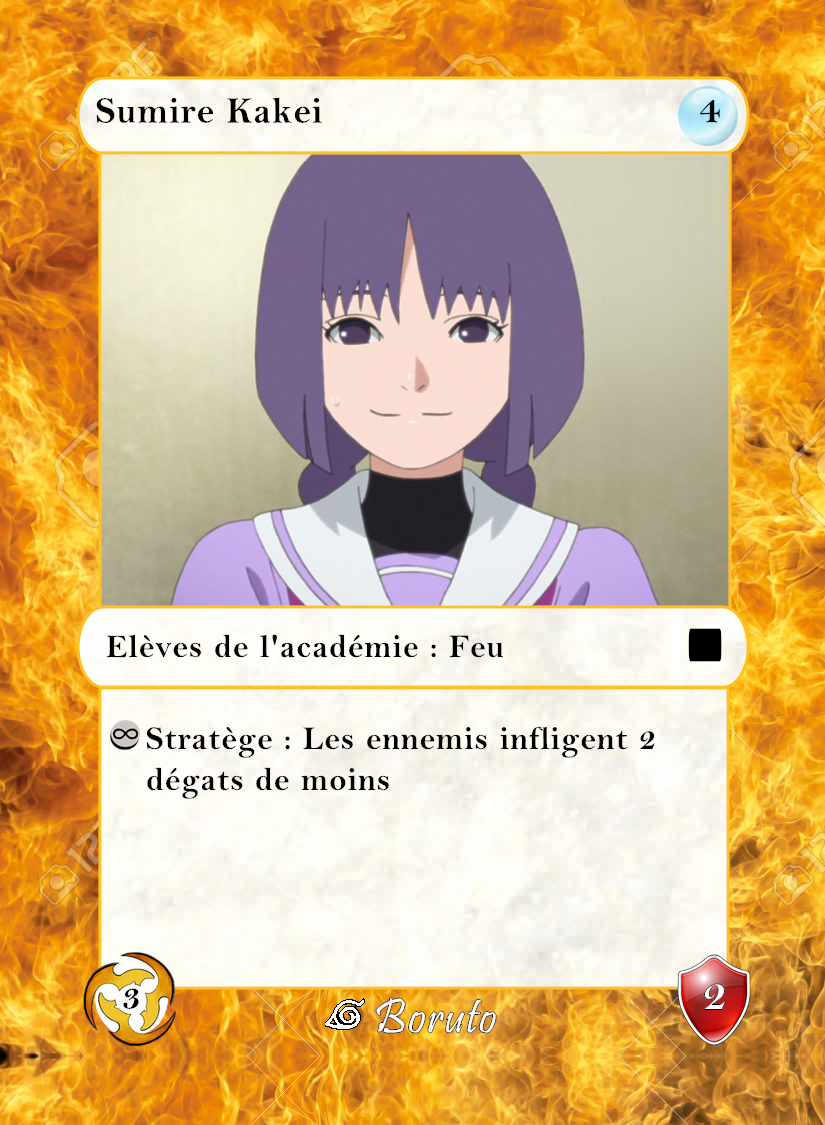 Sumire Kakei
4
Elèves de l'académie : Feu
Stratège : Les ennemis infligent 2
dégats de moins
3
Boruto
2